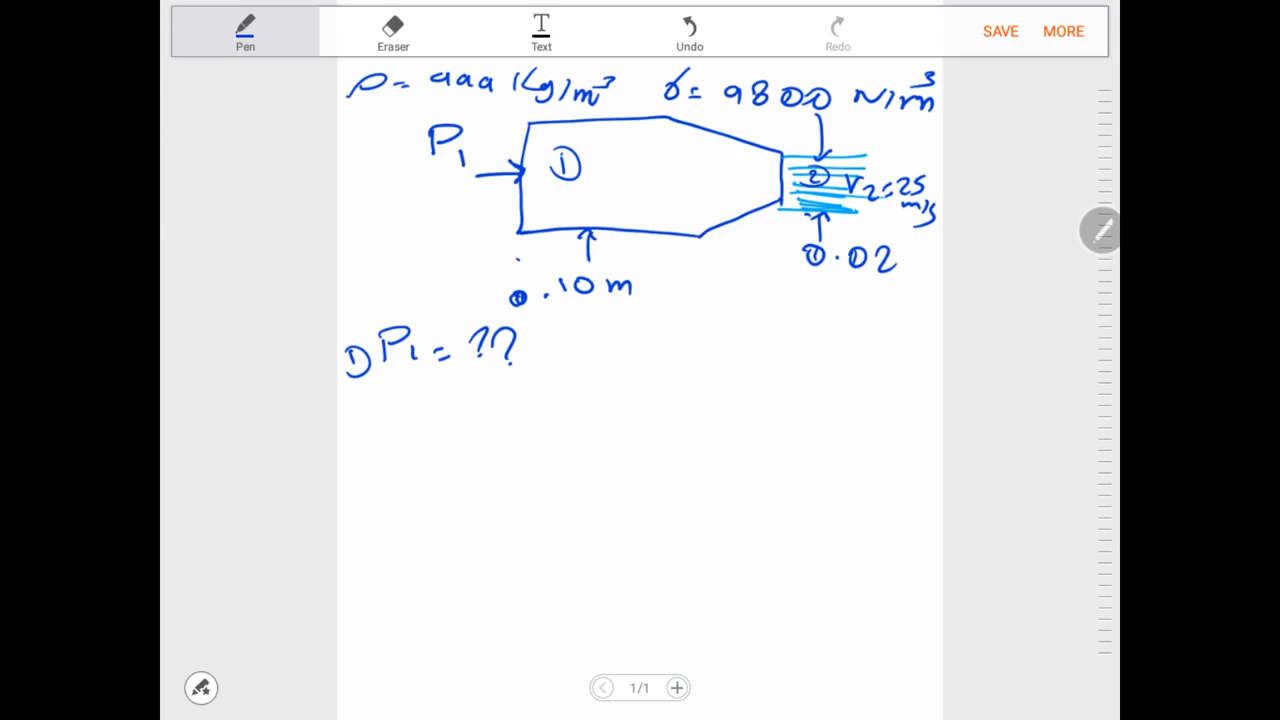 Pen Eraser Text Undo Redo SAVE MORE
ρ= 999 Kg/m³ γ= 9800 N/m³
P₁
① ② V₂=25
m/s
0.02
0.10 m
1) P₁ = ??
1/1